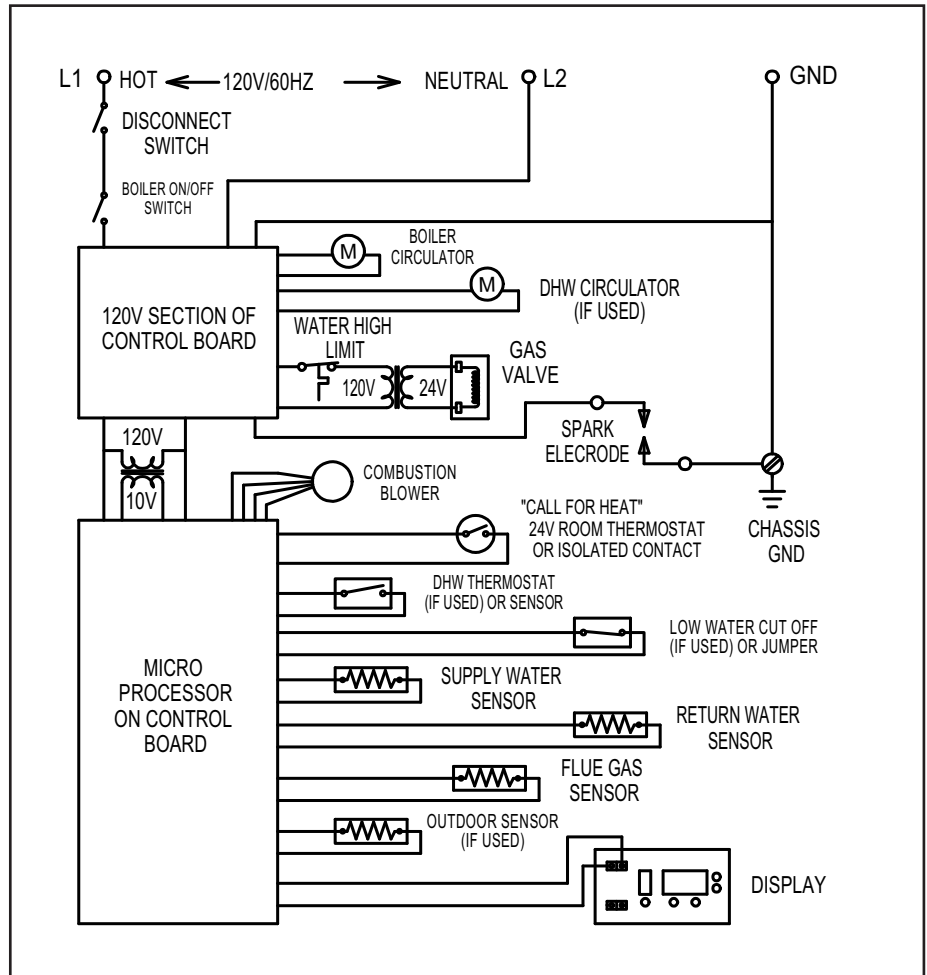 L1 HOT 120V/60HZ NEUTRAL L2 GND
DISCONNECT
SWITCH
BOILER ON/OFF
SWITCH
BOILER
CIRCULATOR
M
M
DHW CIRCULATOR
(IF USED)
120V SECTION OF
CONTROL BOARD
WATER HIGH
LIMIT
120V
24V
GAS
VALVE
SPARK
ELECRODE
CHASSIS
GND
120V
10V
COMBUSTION
BLOWER
"CALL FOR HEAT"
24V ROOM THERMOSTAT
OR ISOLATED CONTACT
DHW THERMOSTAT
(IF USED) OR SENSOR
LOW WATER CUT OFF
(IF USED) OR JUMPER
MICRO
PROCESSOR
ON CONTROL
BOARD
SUPPLY WATER
SENSOR
RETURN WATER
SENSOR
FLUE GAS
SENSOR
OUTDOOR SENSOR
(IF USED)
DISPLAY